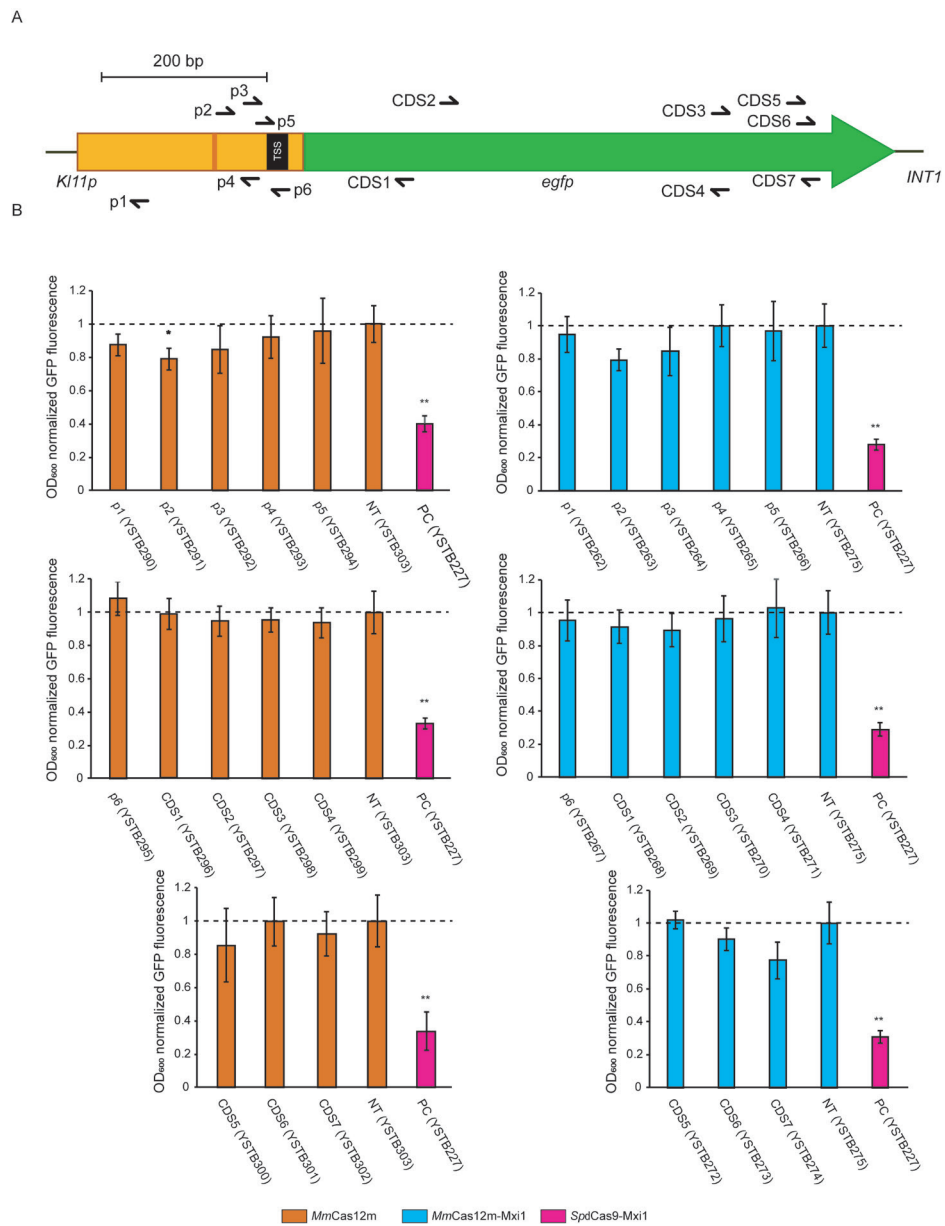 A
200 bp
p3
p2
p5
CDS2
CDS3
CDS5
CDS6
TSS
Kl11p
p4
p6
CDS1
egfp
CDS4
CDS7
INT1
p1
B
OD₆₀₀ normalized GFP fluorescence
1.2
1
0.8
0.6
0.4
0.2
0
*
**
p1 (YSTB290)
p2 (YSTB291)
p3 (YSTB292)
p4 (YSTB293)
p5 (YSTB294)
NT (YSTB303)
PC (YSTB227)
OD₆₀₀ normalized GFP fluorescence
1.2
1
0.8
0.6
0.4
0.2
0
**
p1 (YSTB262)
p2 (YSTB263)
p3 (YSTB264)
p4 (YSTB265)
p5 (YSTB266)
NT (YSTB275)
PC (YSTB227)
OD₆₀₀ normalized GFP fluorescence
1.2
1
0.8
0.6
0.4
0.2
0
**
p6 (YSTB295)
CDS1 (YSTB296)
CDS2 (YSTB297)
CDS3 (YSTB298)
CDS4 (YSTB299)
NT (YSTB303)
PC (YSTB227)
OD₆₀₀ normalized GFP fluorescence
1.2
1
0.8
0.6
0.4
0.2
0
**
p6 (YSTB267)
CDS1 (YSTB268)
CDS2 (YSTB269)
CDS3 (YSTB270)
CDS4 (YSTB271)
NT (YSTB275)
PC (YSTB227)
OD₆₀₀ normalized GFP fluorescence
1.2
1
0.8
0.6
0.4
0.2
0
**
CDS5 (YSTB300)
CDS6 (YSTB301)
CDS7 (YSTB302)
NT (YSTB303)
PC (YSTB227)
OD₆₀₀ normalized GFP fluorescence
1.2
1
0.8
0.6
0.4
0.2
0
**
CDS5 (YSTB272)
CDS6 (YSTB273)
CDS7 (YSTB274)
NT (YSTB275)
PC (YSTB227)
MmCas12m
MmCas12m-Mxi1
SpdCas9-Mxi1